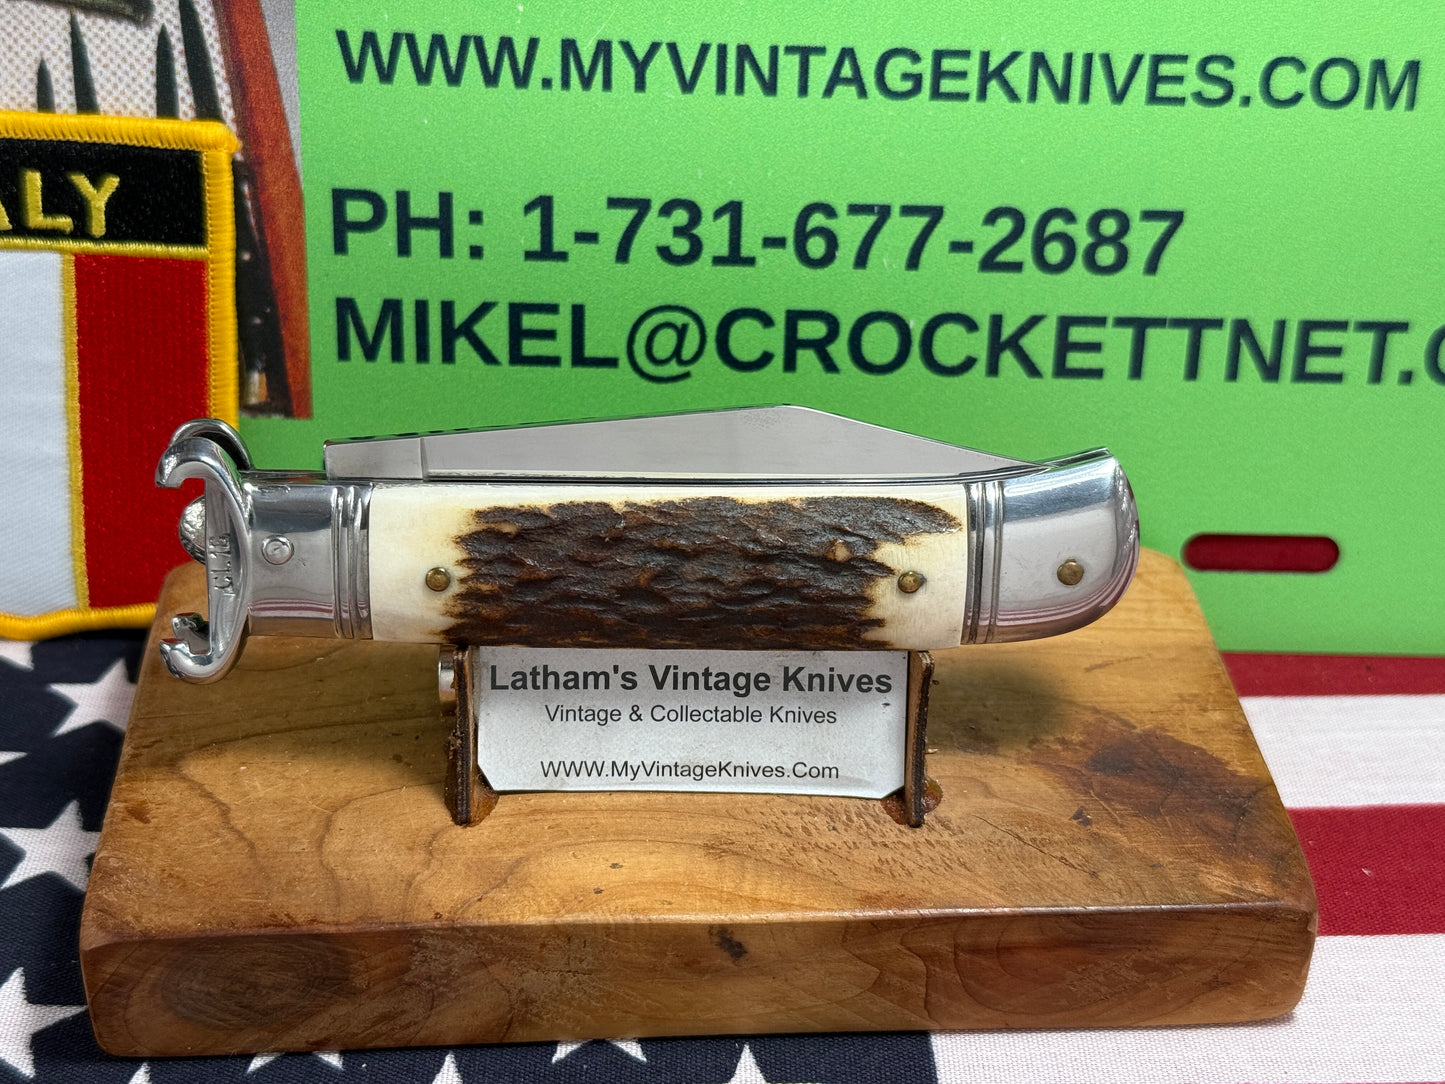 WWW.MYVINTAGEKNIVES.COM
PH: 1-731-677-2687
MIKEL@CROCKETTNET.C
ALY
Latham's Vintage Knives
Vintage & Collectable Knives
WWW.MyVintageKnives.Com